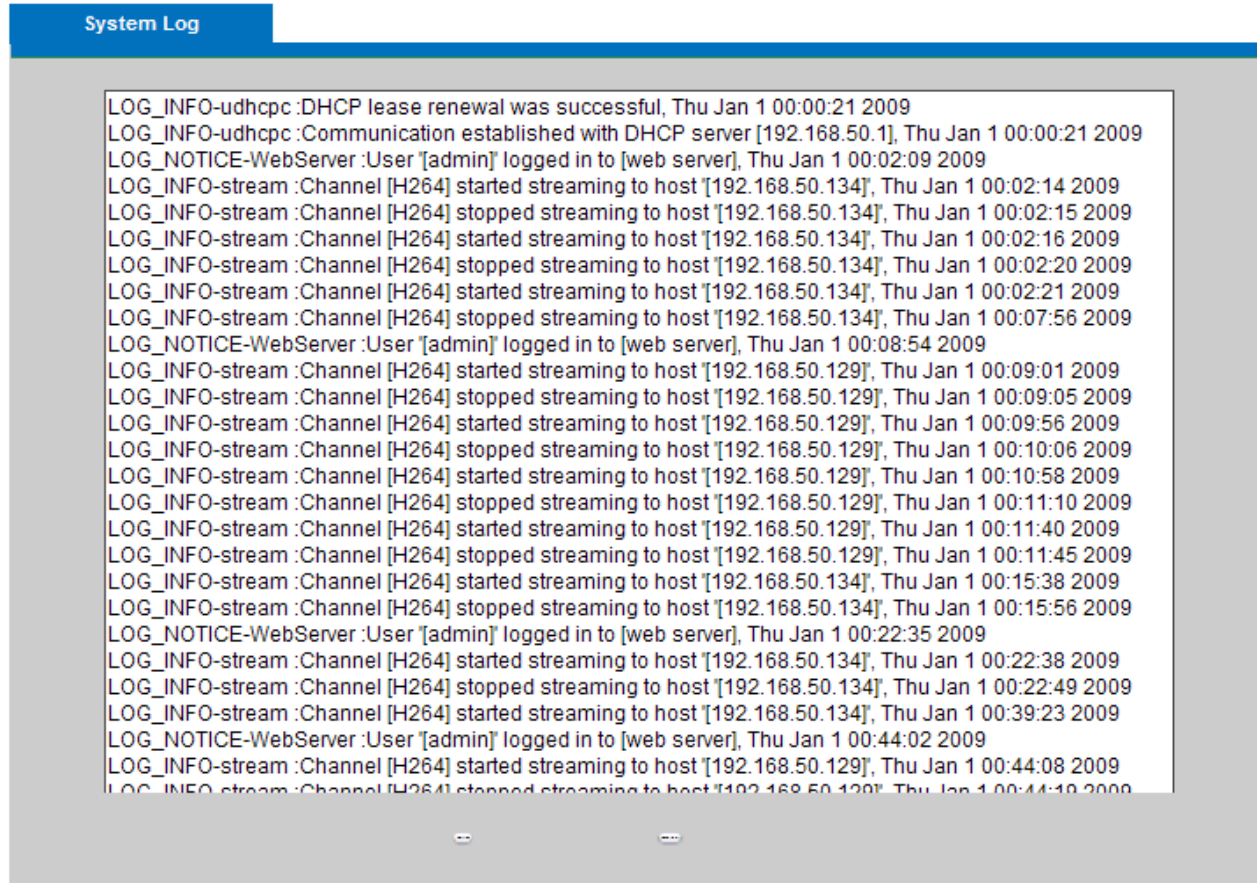 System Log
LOG_INFO-udhcpc :DHCP lease renewal was successful, Thu Jan 1 00:00:21 2009
LOG_INFO-udhcpc :Communication established with DHCP server [192.168.50.1], Thu Jan 1 00:00:21 2009
LOG_NOTICE-WebServer :User '[admin]' logged in to [web server], Thu Jan 1 00:02:09 2009
LOG_INFO-stream :Channel [H264] started streaming to host '[192.168.50.134]', Thu Jan 1 00:02:14 2009
LOG_INFO-stream :Channel [H264] stopped streaming to host '[192.168.50.134]', Thu Jan 1 00:02:15 2009
LOG_INFO-stream :Channel [H264] started streaming to host '[192.168.50.134]', Thu Jan 1 00:02:16 2009
LOG_INFO-stream :Channel [H264] stopped streaming to host '[192.168.50.134]', Thu Jan 1 00:02:20 2009
LOG_INFO-stream :Channel [H264] started streaming to host '[192.168.50.134]', Thu Jan 1 00:02:21 2009
LOG_INFO-stream :Channel [H264] stopped streaming to host '[192.168.50.134]', Thu Jan 1 00:07:56 2009
LOG_NOTICE-WebServer :User '[admin]' logged in to [web server], Thu Jan 1 00:08:54 2009
LOG_INFO-stream :Channel [H264] started streaming to host '[192.168.50.129]', Thu Jan 1 00:09:01 2009
LOG_INFO-stream :Channel [H264] stopped streaming to host '[192.168.50.129]', Thu Jan 1 00:09:05 2009
LOG_INFO-stream :Channel [H264] started streaming to host '[192.168.50.129]', Thu Jan 1 00:09:56 2009
LOG_INFO-stream :Channel [H264] stopped streaming to host '[192.168.50.129]', Thu Jan 1 00:10:06 2009
LOG_INFO-stream :Channel [H264] started streaming to host '[192.168.50.129]', Thu Jan 1 00:10:58 2009
LOG_INFO-stream :Channel [H264] stopped streaming to host '[192.168.50.129]', Thu Jan 1 00:11:10 2009
LOG_INFO-stream :Channel [H264] started streaming to host '[192.168.50.129]', Thu Jan 1 00:11:40 2009
LOG_INFO-stream :Channel [H264] stopped streaming to host '[192.168.50.129]', Thu Jan 1 00:11:45 2009
LOG_INFO-stream :Channel [H264] started streaming to host '[192.168.50.134]', Thu Jan 1 00:15:38 2009
LOG_INFO-stream :Channel [H264] stopped streaming to host '[192.168.50.134]', Thu Jan 1 00:15:56 2009
LOG_NOTICE-WebServer :User '[admin]' logged in to [web server], Thu Jan 1 00:22:35 2009
LOG_INFO-stream :Channel [H264] started streaming to host '[192.168.50.134]', Thu Jan 1 00:22:38 2009
LOG_INFO-stream :Channel [H264] stopped streaming to host '[192.168.50.134]', Thu Jan 1 00:22:49 2009
LOG_INFO-stream :Channel [H264] started streaming to host '[192.168.50.134]', Thu Jan 1 00:39:23 2009
LOG_NOTICE-WebServer :User '[admin]' logged in to [web server], Thu Jan 1 00:44:02 2009
LOG_INFO-stream :Channel [H264] started streaming to host '[192.168.50.129]', Thu Jan 1 00:44:08 2009
LOG_INFO-stream :Channel [H264] stopped streaming to host '[192.168.50.129]', Thu Jan 1 00:44:19 2009